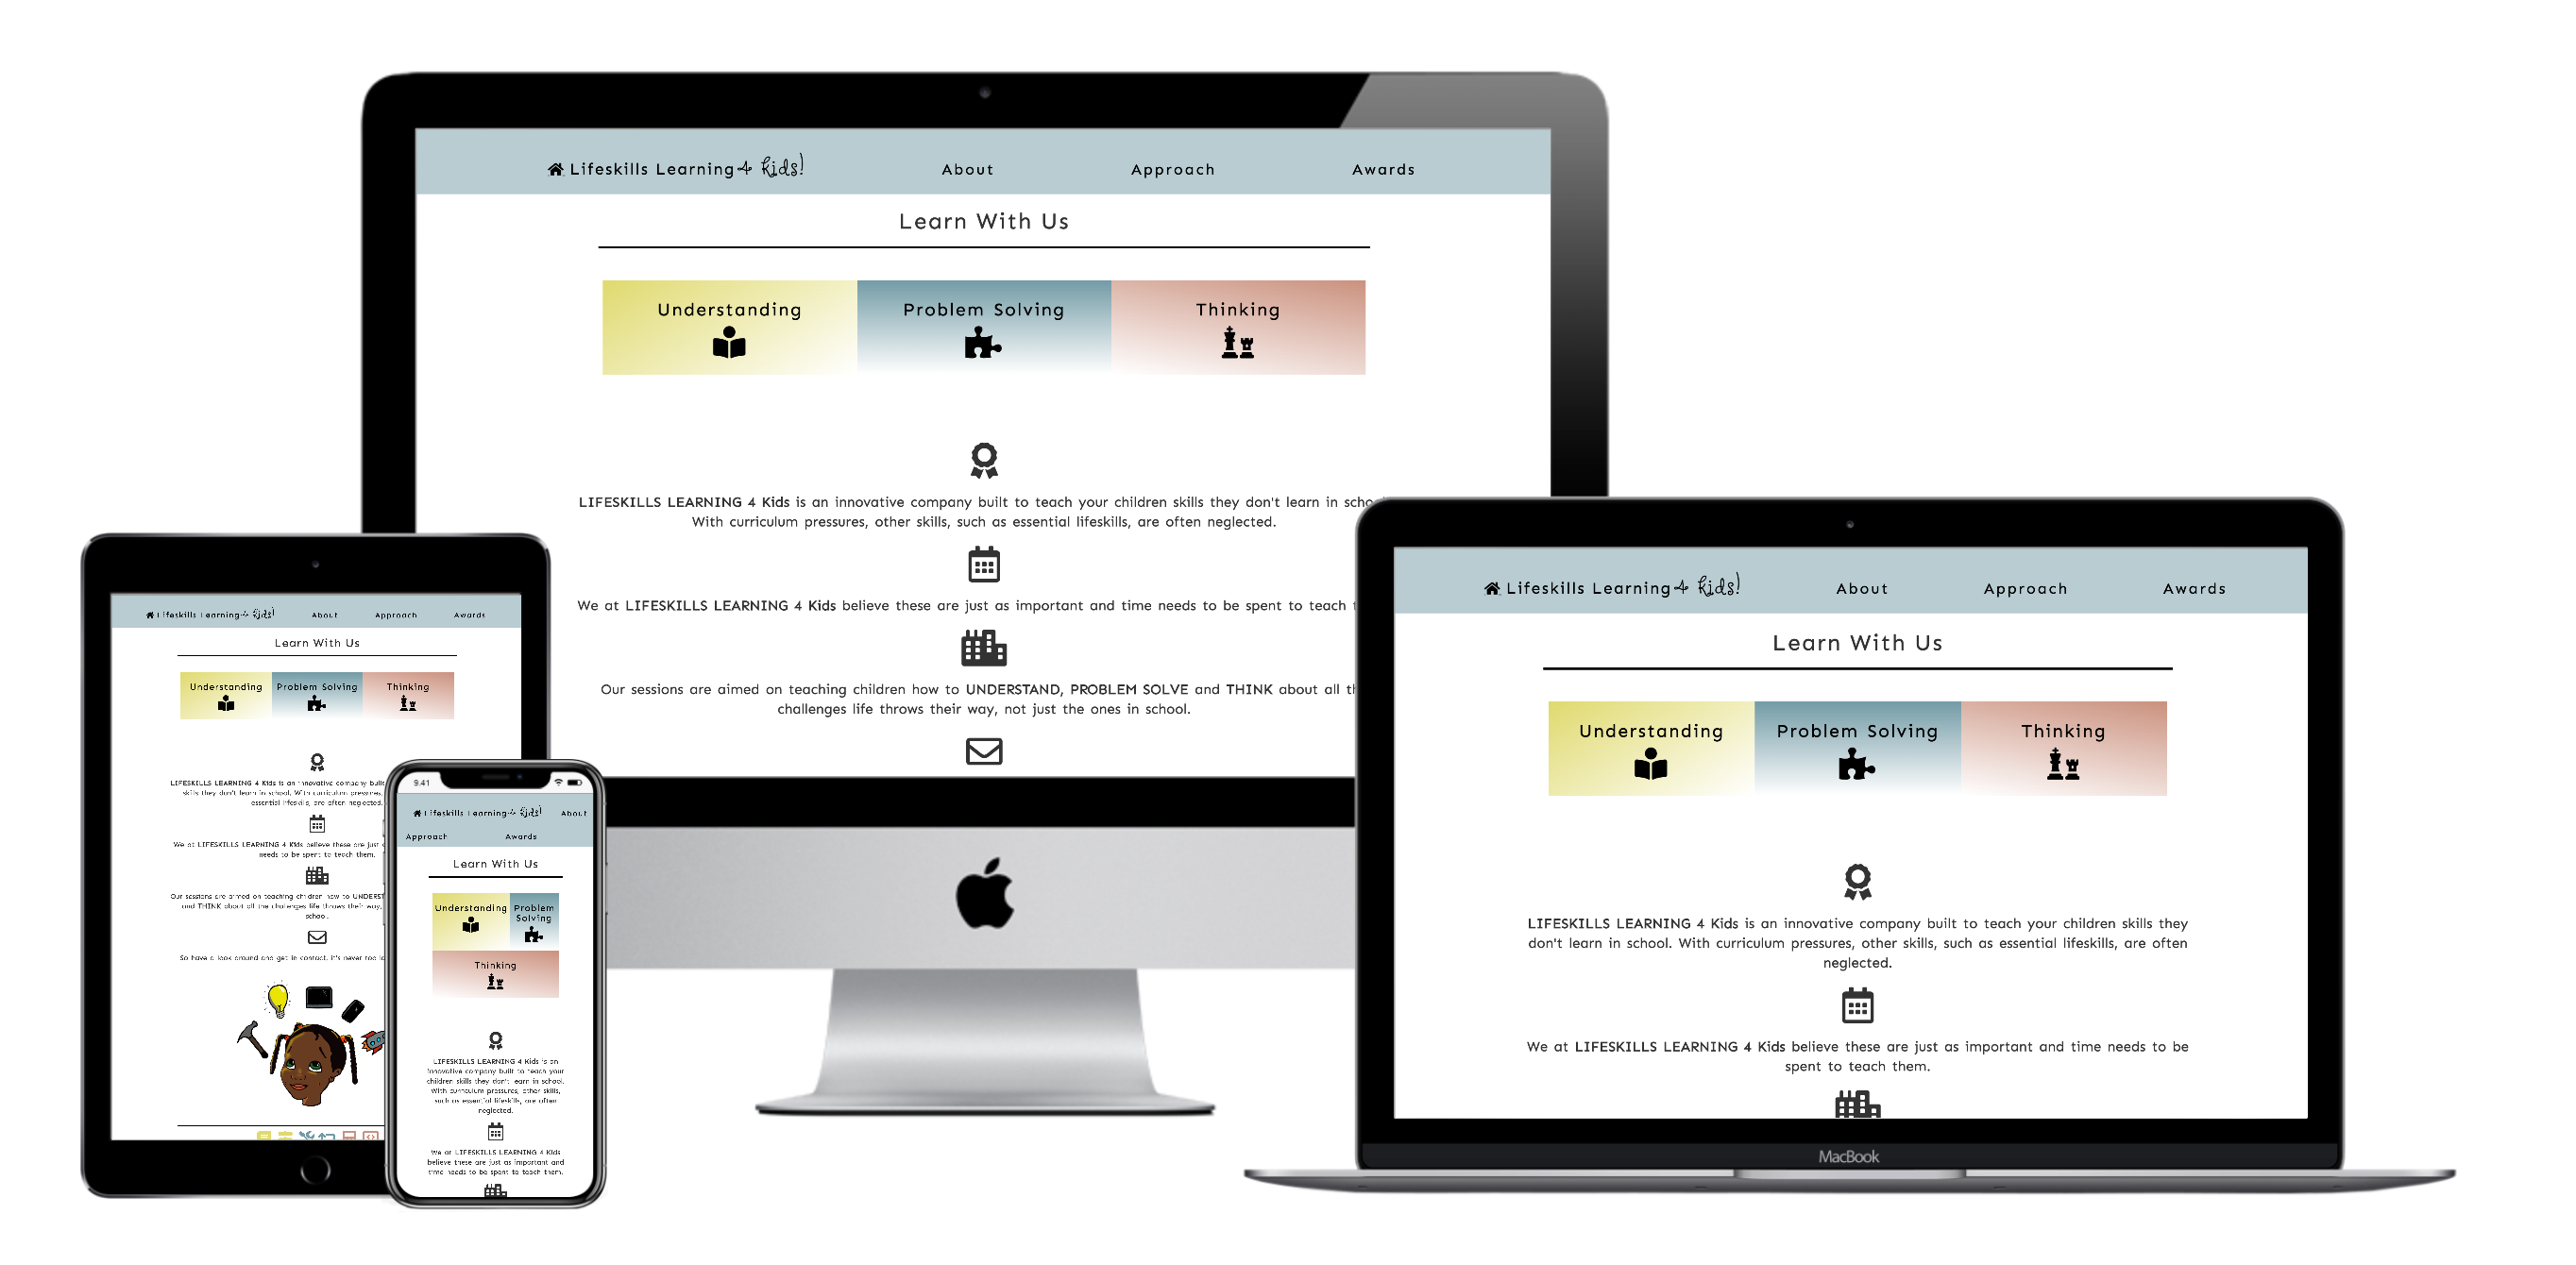 Lifeskills Learning 4 Kids!
About
Approach
Awards
Learn With Us
Understanding
Problem Solving
Thinking
LIFESKILLS LEARNING 4 Kids is an innovative company built to teach your children skills they don't learn in
With curriculum pressures, other skills, such as essential lifeskills, are often neglected.
We at LIFESKILLS LEARNING 4 Kids believe these are just as important and time needs to be spent to teach
Our sessions are aimed on teaching children how to UNDERSTAND, PROBLEM SOLVE and THINK about all
challenges life throws their way, not just the ones in school.
Lifeskills Learning 4 Kids!
About
Approach
Awards
Learn With Us
Understanding
Problem Solving
Thinking
LIFESKILLS LEARNING 4 Kids is an innovative company built
skills they don't learn in school. With curriculum pressures,
essential lifeskills, are often neglected.
We at LIFESKILLS LEARNING 4 Kids believe these are just
needs to be spent to teach them.
Our sessions are aimed on teaching children how to
and THINK about all the challenges life throws their way,
school.
So have a look around and get in contact, it's never too
9:41
Lifeskills Learning 4 Kids!
About
Approach
Awards
Learn With Us
Understanding
Problem
Solving
Thinking
LIFESKILLS LEARNING 4 Kids is an
innovative company built to teach your
children skills they don't learn in school.
With curriculum pressures, other skills,
such as essential lifeskills, are often
neglected.
We at LIFESKILLS LEARNING 4 Kids
believe these are just as important and
time needs to be spent to teach them.
Lifeskills Learning 4 Kids!
About
Approach
Awards
Learn With Us
Understanding
Problem Solving
Thinking
LIFESKILLS LEARNING 4 Kids is an innovative company built to teach your children skills they
don't learn in school. With curriculum pressures, other skills, such as essential lifeskills, are often
neglected.
We at LIFESKILLS LEARNING 4 Kids believe these are just as important and time needs to be
spent to teach them.
MacBook